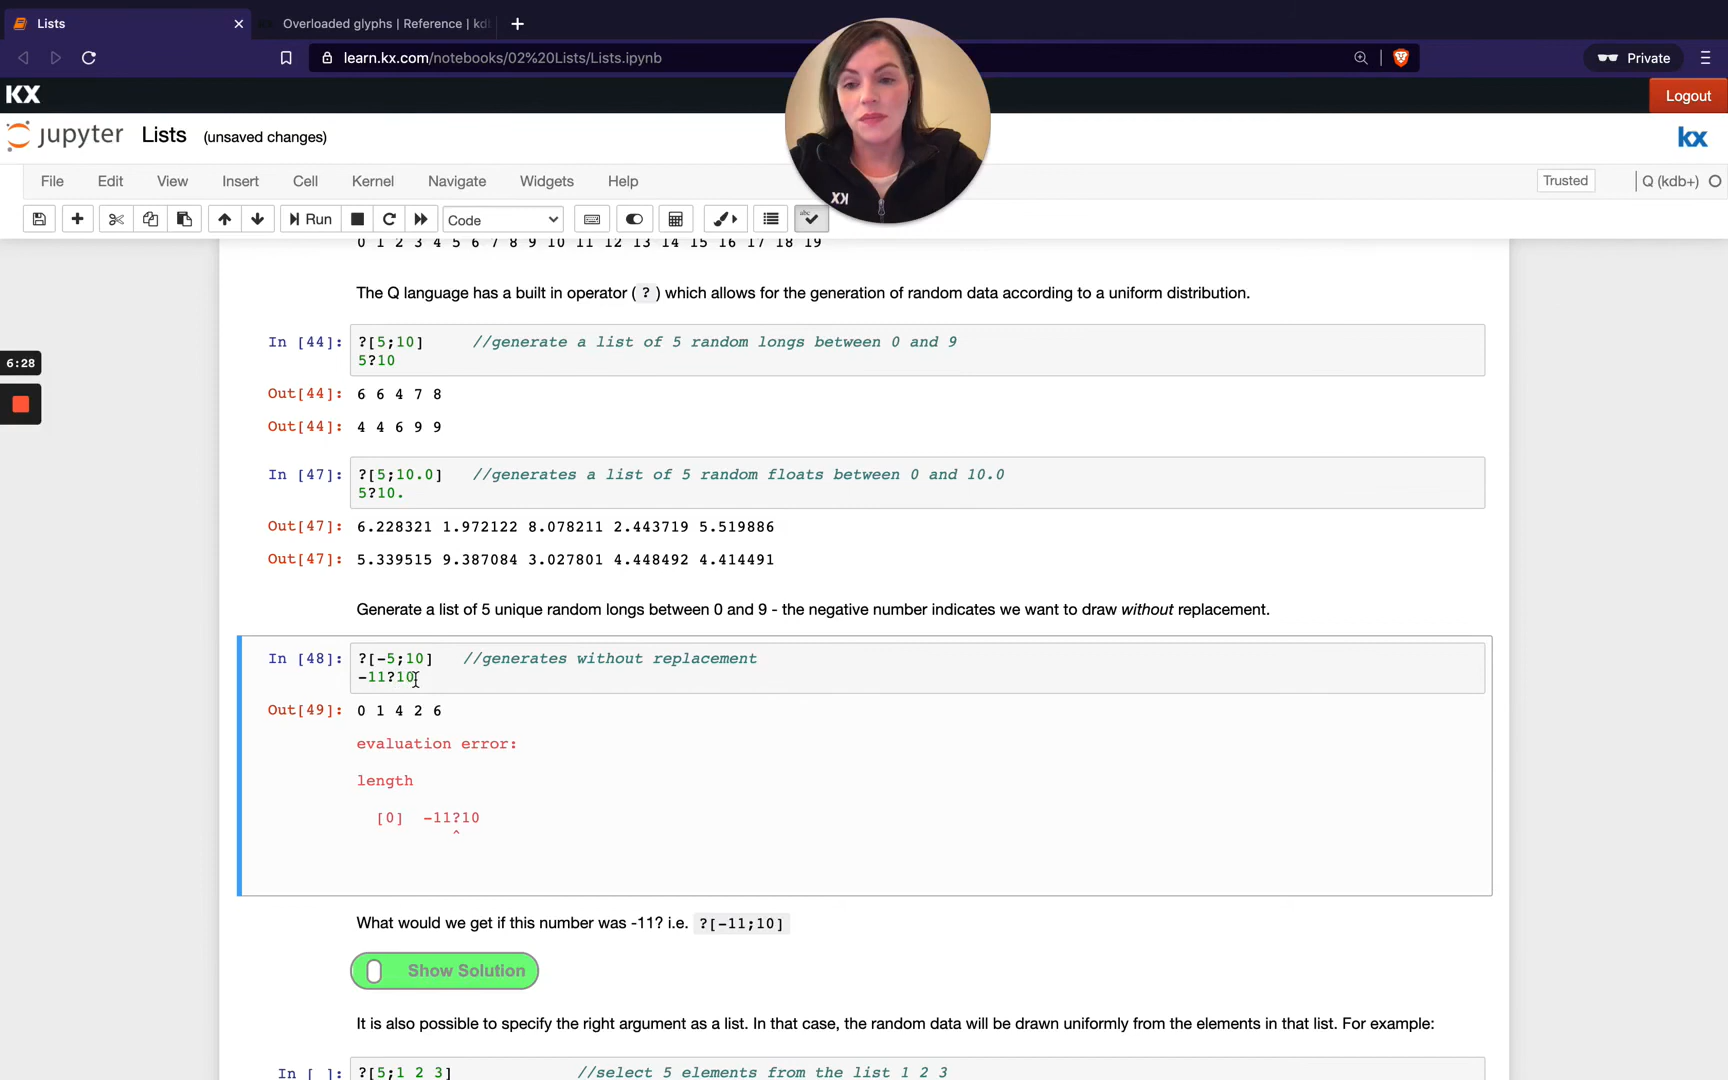 Lists
Overloaded glyphs | Reference | kd
learn.kx.com/notebooks/02%20Lists/Lists.ipynb
Private
KX
Logout
jupyter Lists (unsaved changes)
kx
File Edit View Insert Cell Kernel Navigate Widgets Help
Trusted
Q (kdb+)
Run
Code
0 1 2 3 4 5 6 7 8 9 10 11 12 13 14 15 16 17 18 19
The Q language has a built in operator ( ? ) which allows for the generation of random data according to a uniform distribution.
6:28
In [44]: ?[5;10] //generate a list of 5 random longs between 0 and 9
5?10
Out[44]: 6 6 4 7 8
Out[44]: 4 4 6 9 9
In [47]: ?[5;10.0] //generates a list of 5 random floats between 0 and 10.0
5?10.
Out[47]: 6.228321 1.972122 8.078211 2.443719 5.519886
Out[47]: 5.339515 9.387084 3.027801 4.448492 4.414491
Generate a list of 5 unique random longs between 0 and 9 - the negative number indicates we want to draw without replacement.
In [48]: ?[-5;10] //generates without replacement
-11?10
Out[49]: 0 1 4 2 6
evaluation error:
length
[0] -11?10
^
What would we get if this number was -11? i.e. ?[-11;10]
Show Solution
It is also possible to specify the right argument as a list. In that case, the random data will be drawn uniformly from the elements in that list. For example:
In [ ]: ?[5;1 2 3] //select 5 elements from the list 1 2 3